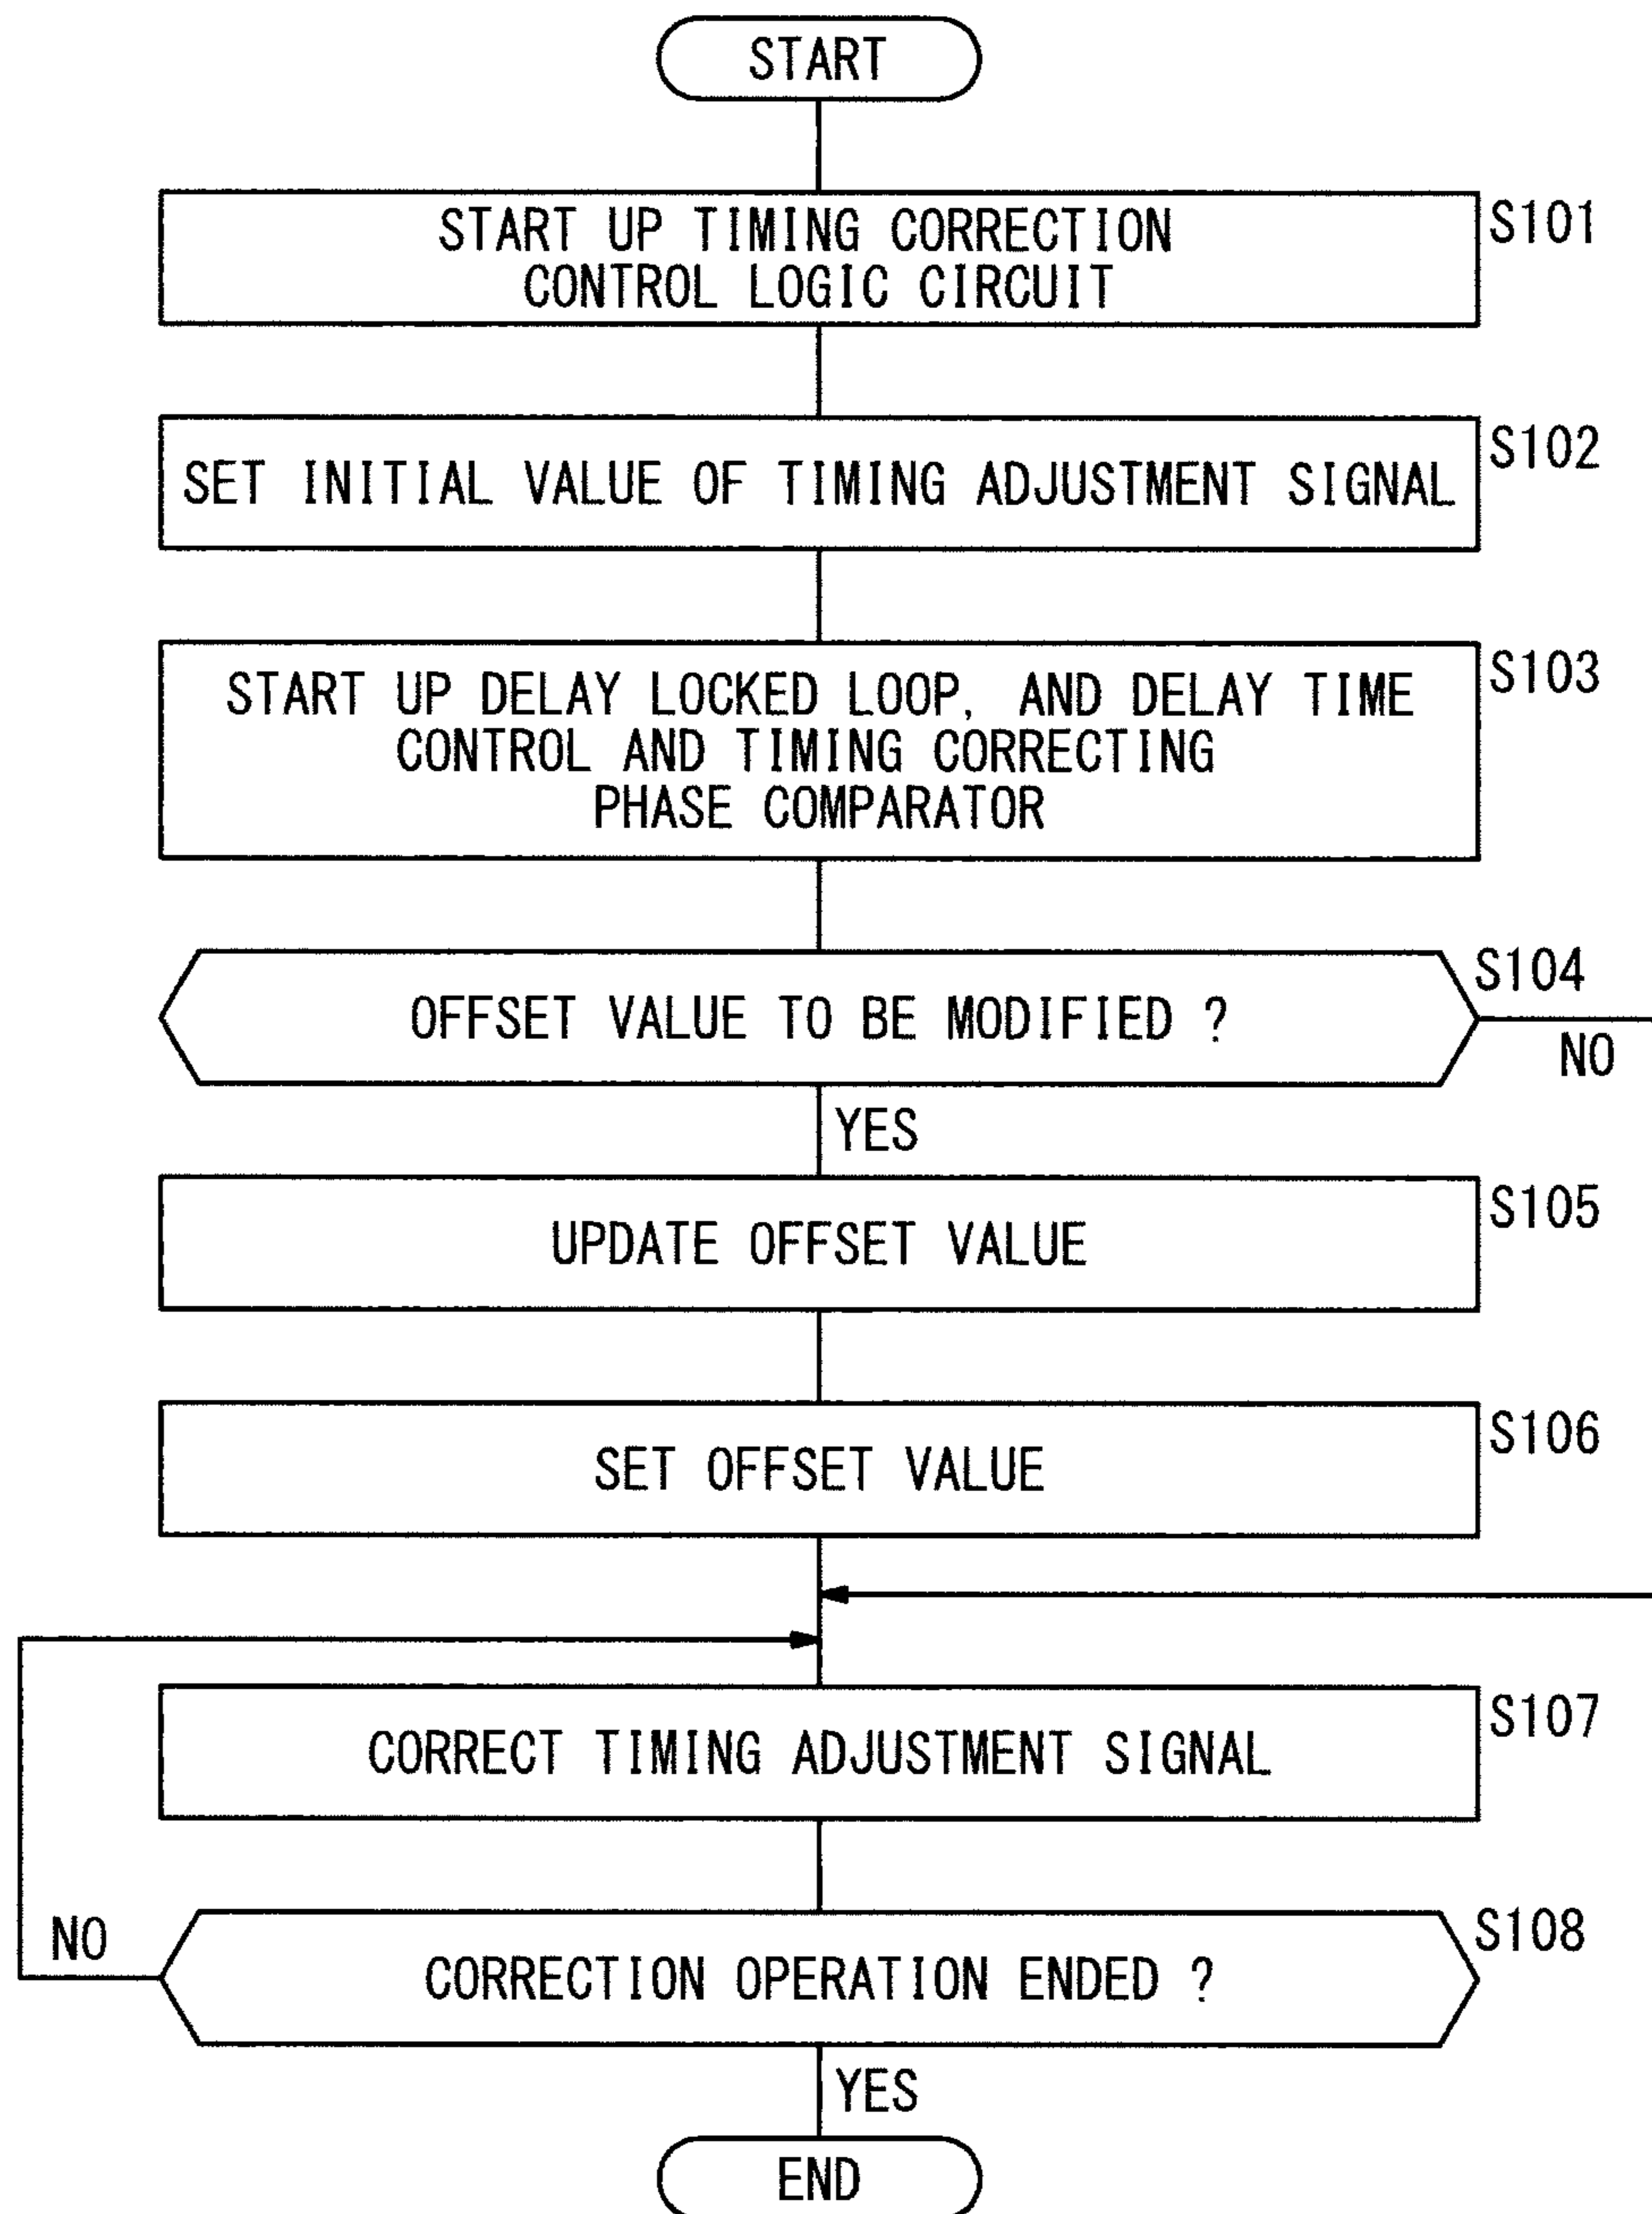 START
START UP TIMING CORRECTION
CONTROL LOGIC CIRCUIT
S101
SET INITIAL VALUE OF TIMING ADJUSTMENT SIGNAL
S102
START UP DELAY LOCKED LOOP, AND DELAY TIME
CONTROL AND TIMING CORRECTING
PHASE COMPARATOR
S103
OFFSET VALUE TO BE MODIFIED ?
S104
NO
YES
UPDATE OFFSET VALUE
S105
SET OFFSET VALUE
S106
CORRECT TIMING ADJUSTMENT SIGNAL
S107
NO
CORRECTION OPERATION ENDED ?
S108
YES
END